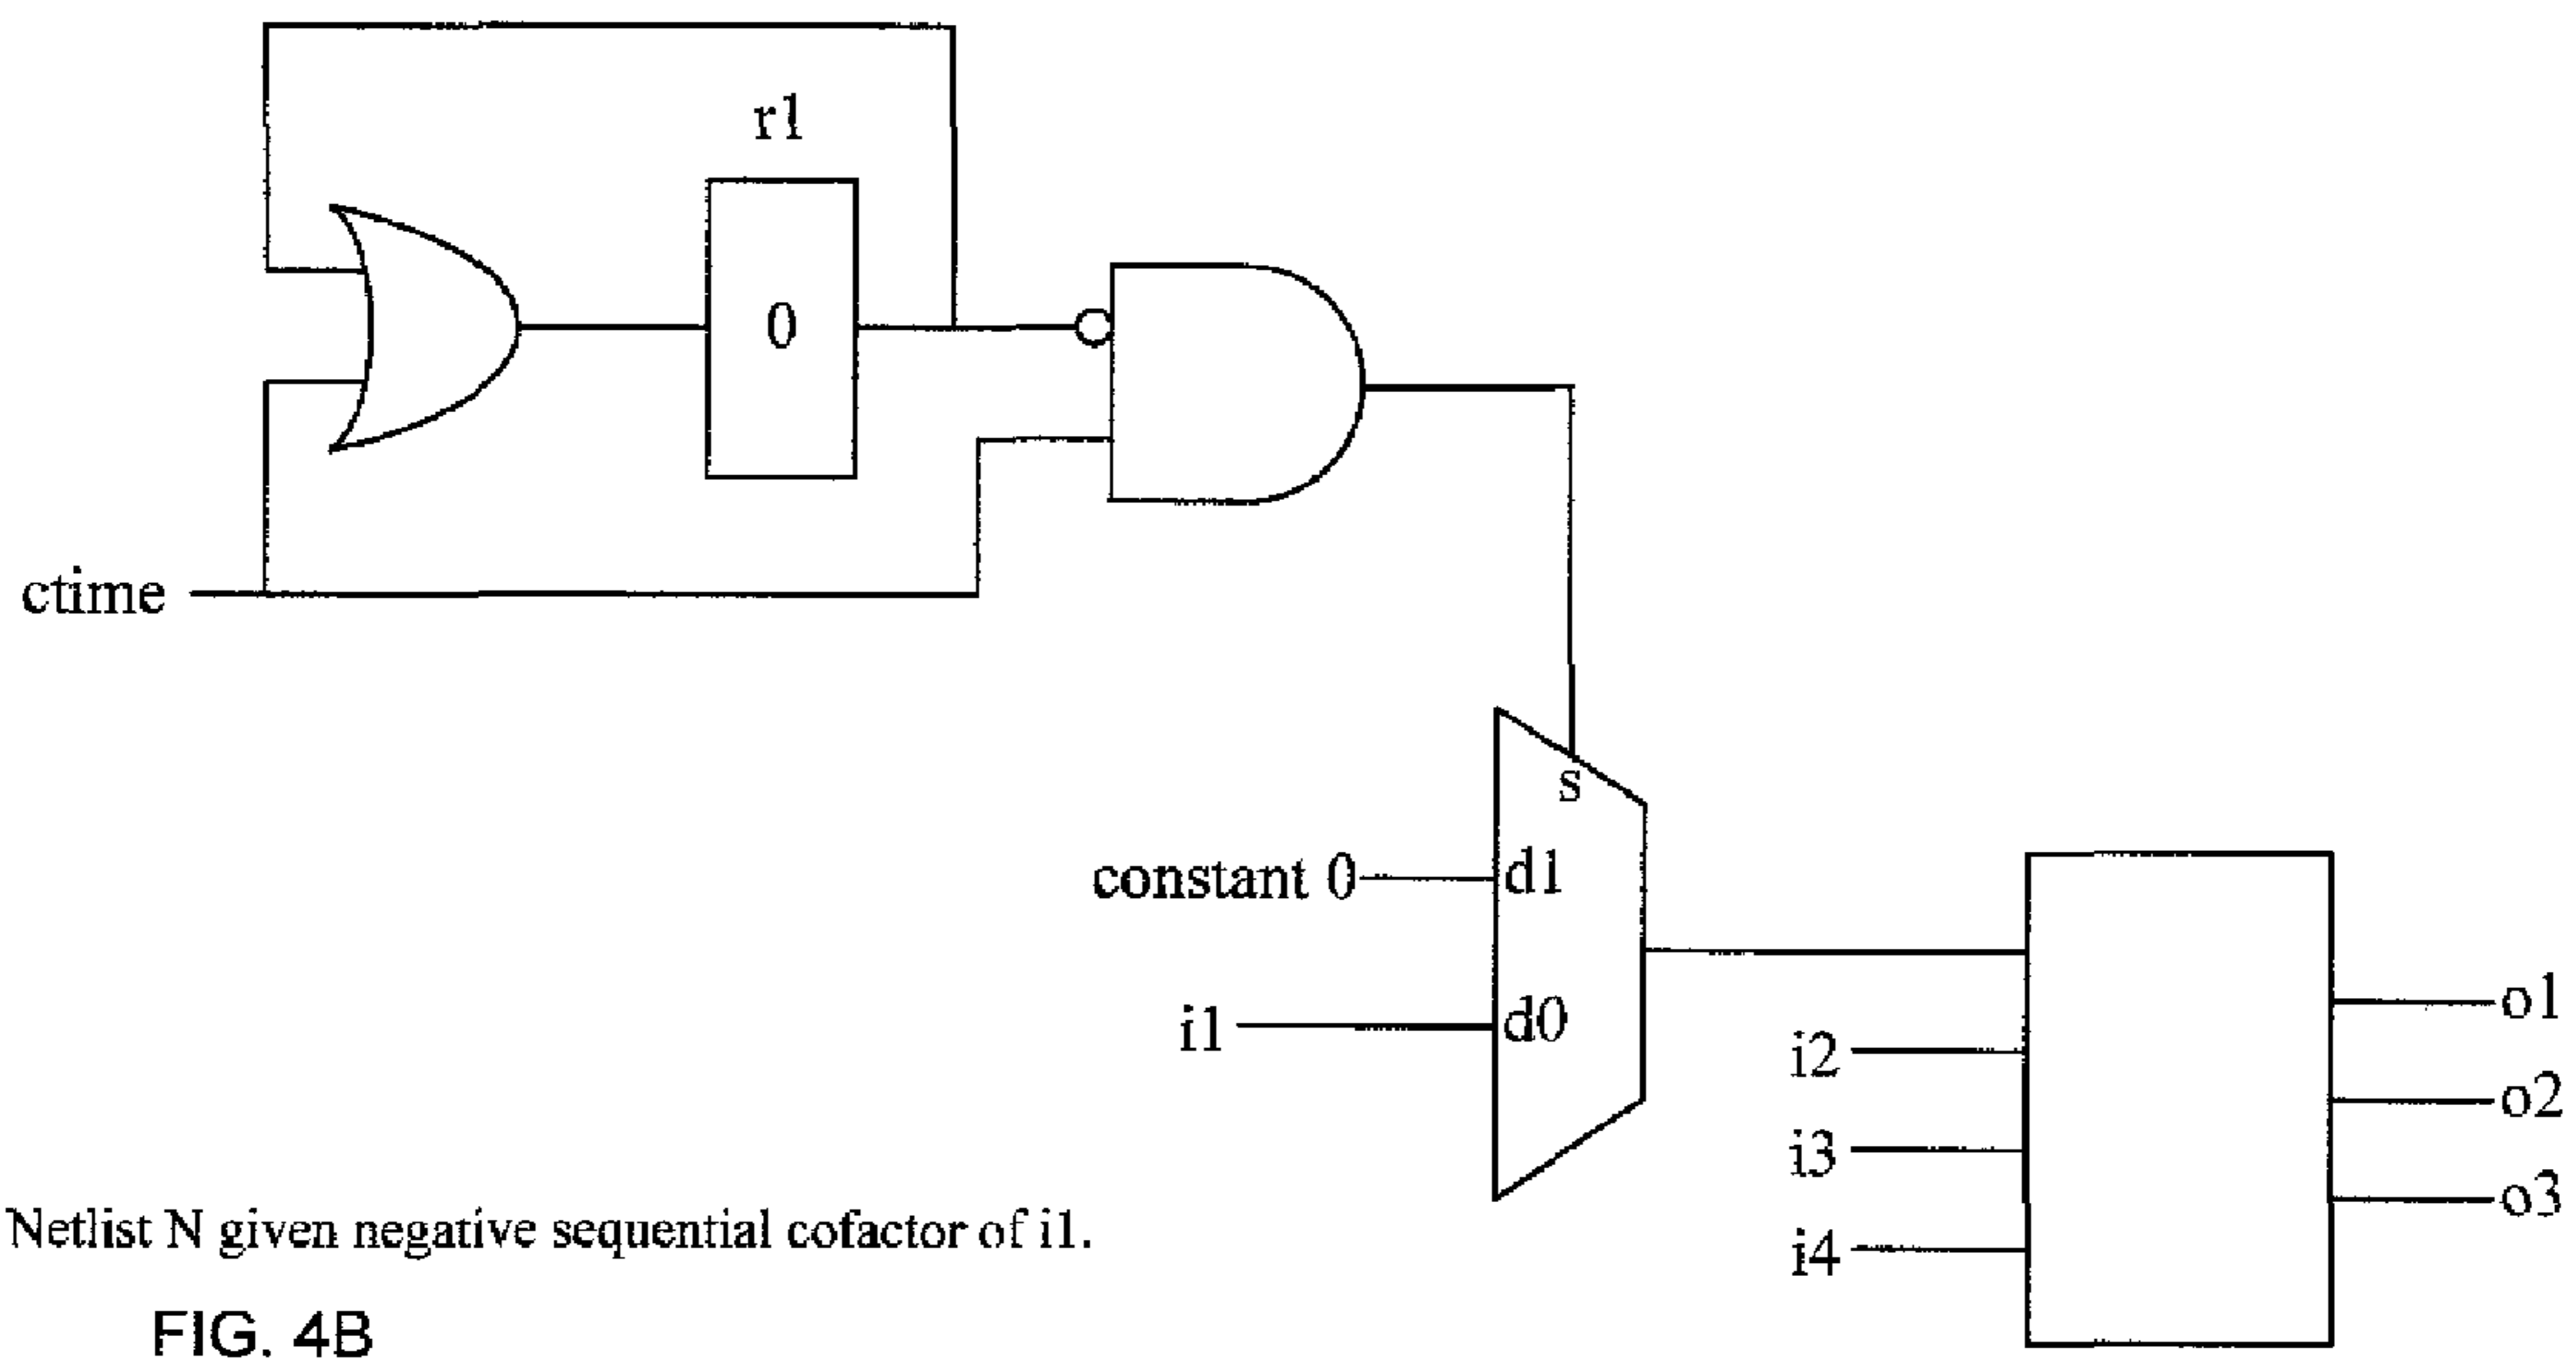 r1
0
ctime
s
constant 0
d1
i1
d0
i2
i3
i4
o1
o2
o3
Netlist N given negative sequential cofactor of i1.
FIG. 4B